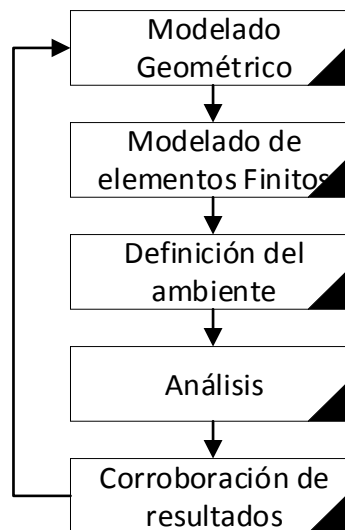 Modelado
Geométrico
Modelado de
elementos Finitos
Definición del
ambiente
Análisis
Corroboración de
resultados